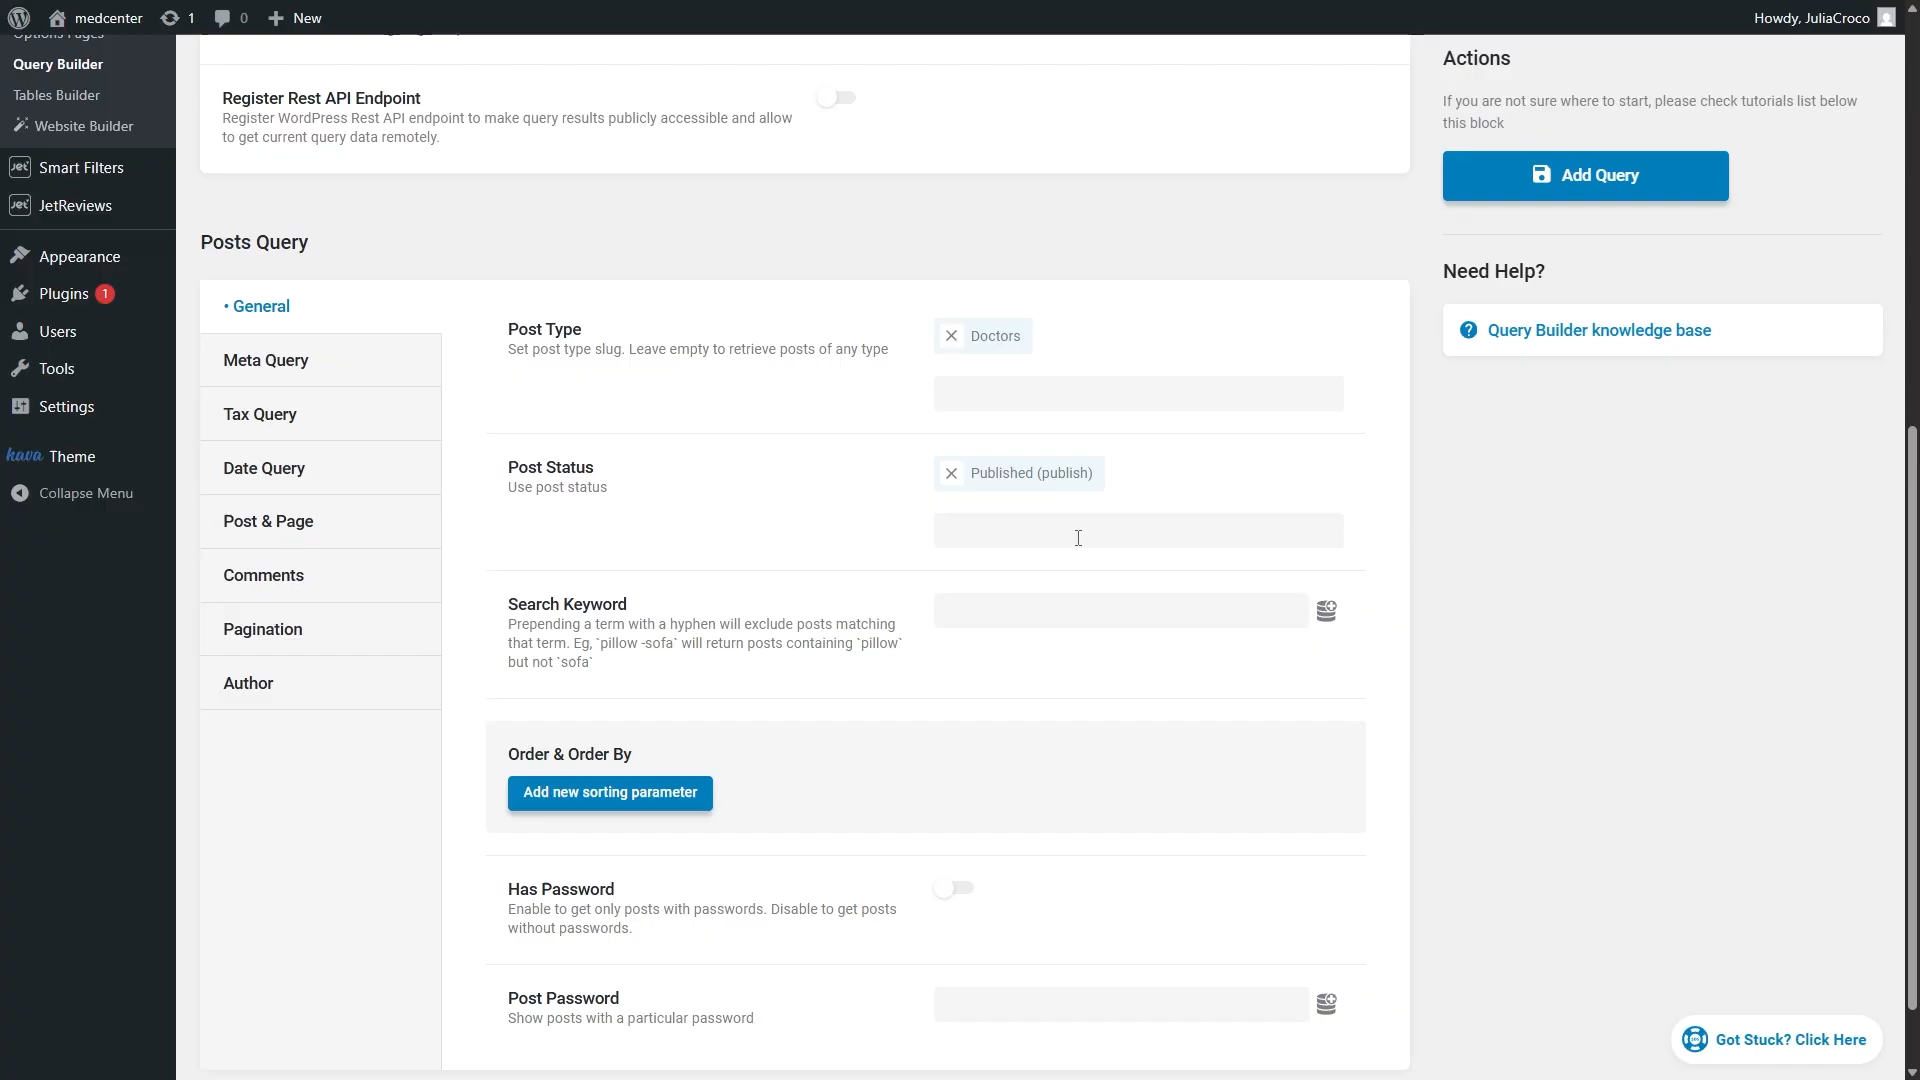 medcenter
1
0
New
Howdy, JuliaCroco
Options Pages
Query Builder
Tables Builder
Website Builder
Jet Smart Filters
Jet JetReviews
Appearance
Plugins 1
Users
Tools
Settings
hava Theme
Collapse Menu
Register Rest API Endpoint
Register WordPress Rest API endpoint to make query results publicly accessible and allow
to get current query data remotely.
Posts Query
• General
Meta Query
Tax Query
Date Query
Post & Page
Comments
Pagination
Author
Post Type
Set post type slug. Leave empty to retrieve posts of any type
Doctors
Post Status
Use post status
Published (publish)
Search Keyword
Prepending a term with a hyphen will exclude posts matching
that term. Eg, `pillow -sofa` will return posts containing `pillow`
but not `sofa`
Order & Order By
Add new sorting parameter
Has Password
Enable to get only posts with passwords. Disable to get posts
without passwords.
Post Password
Show posts with a particular password
Actions
If you are not sure where to start, please check tutorials list below
this block
Add Query
Need Help?
Query Builder knowledge base
Got Stuck? Click Here